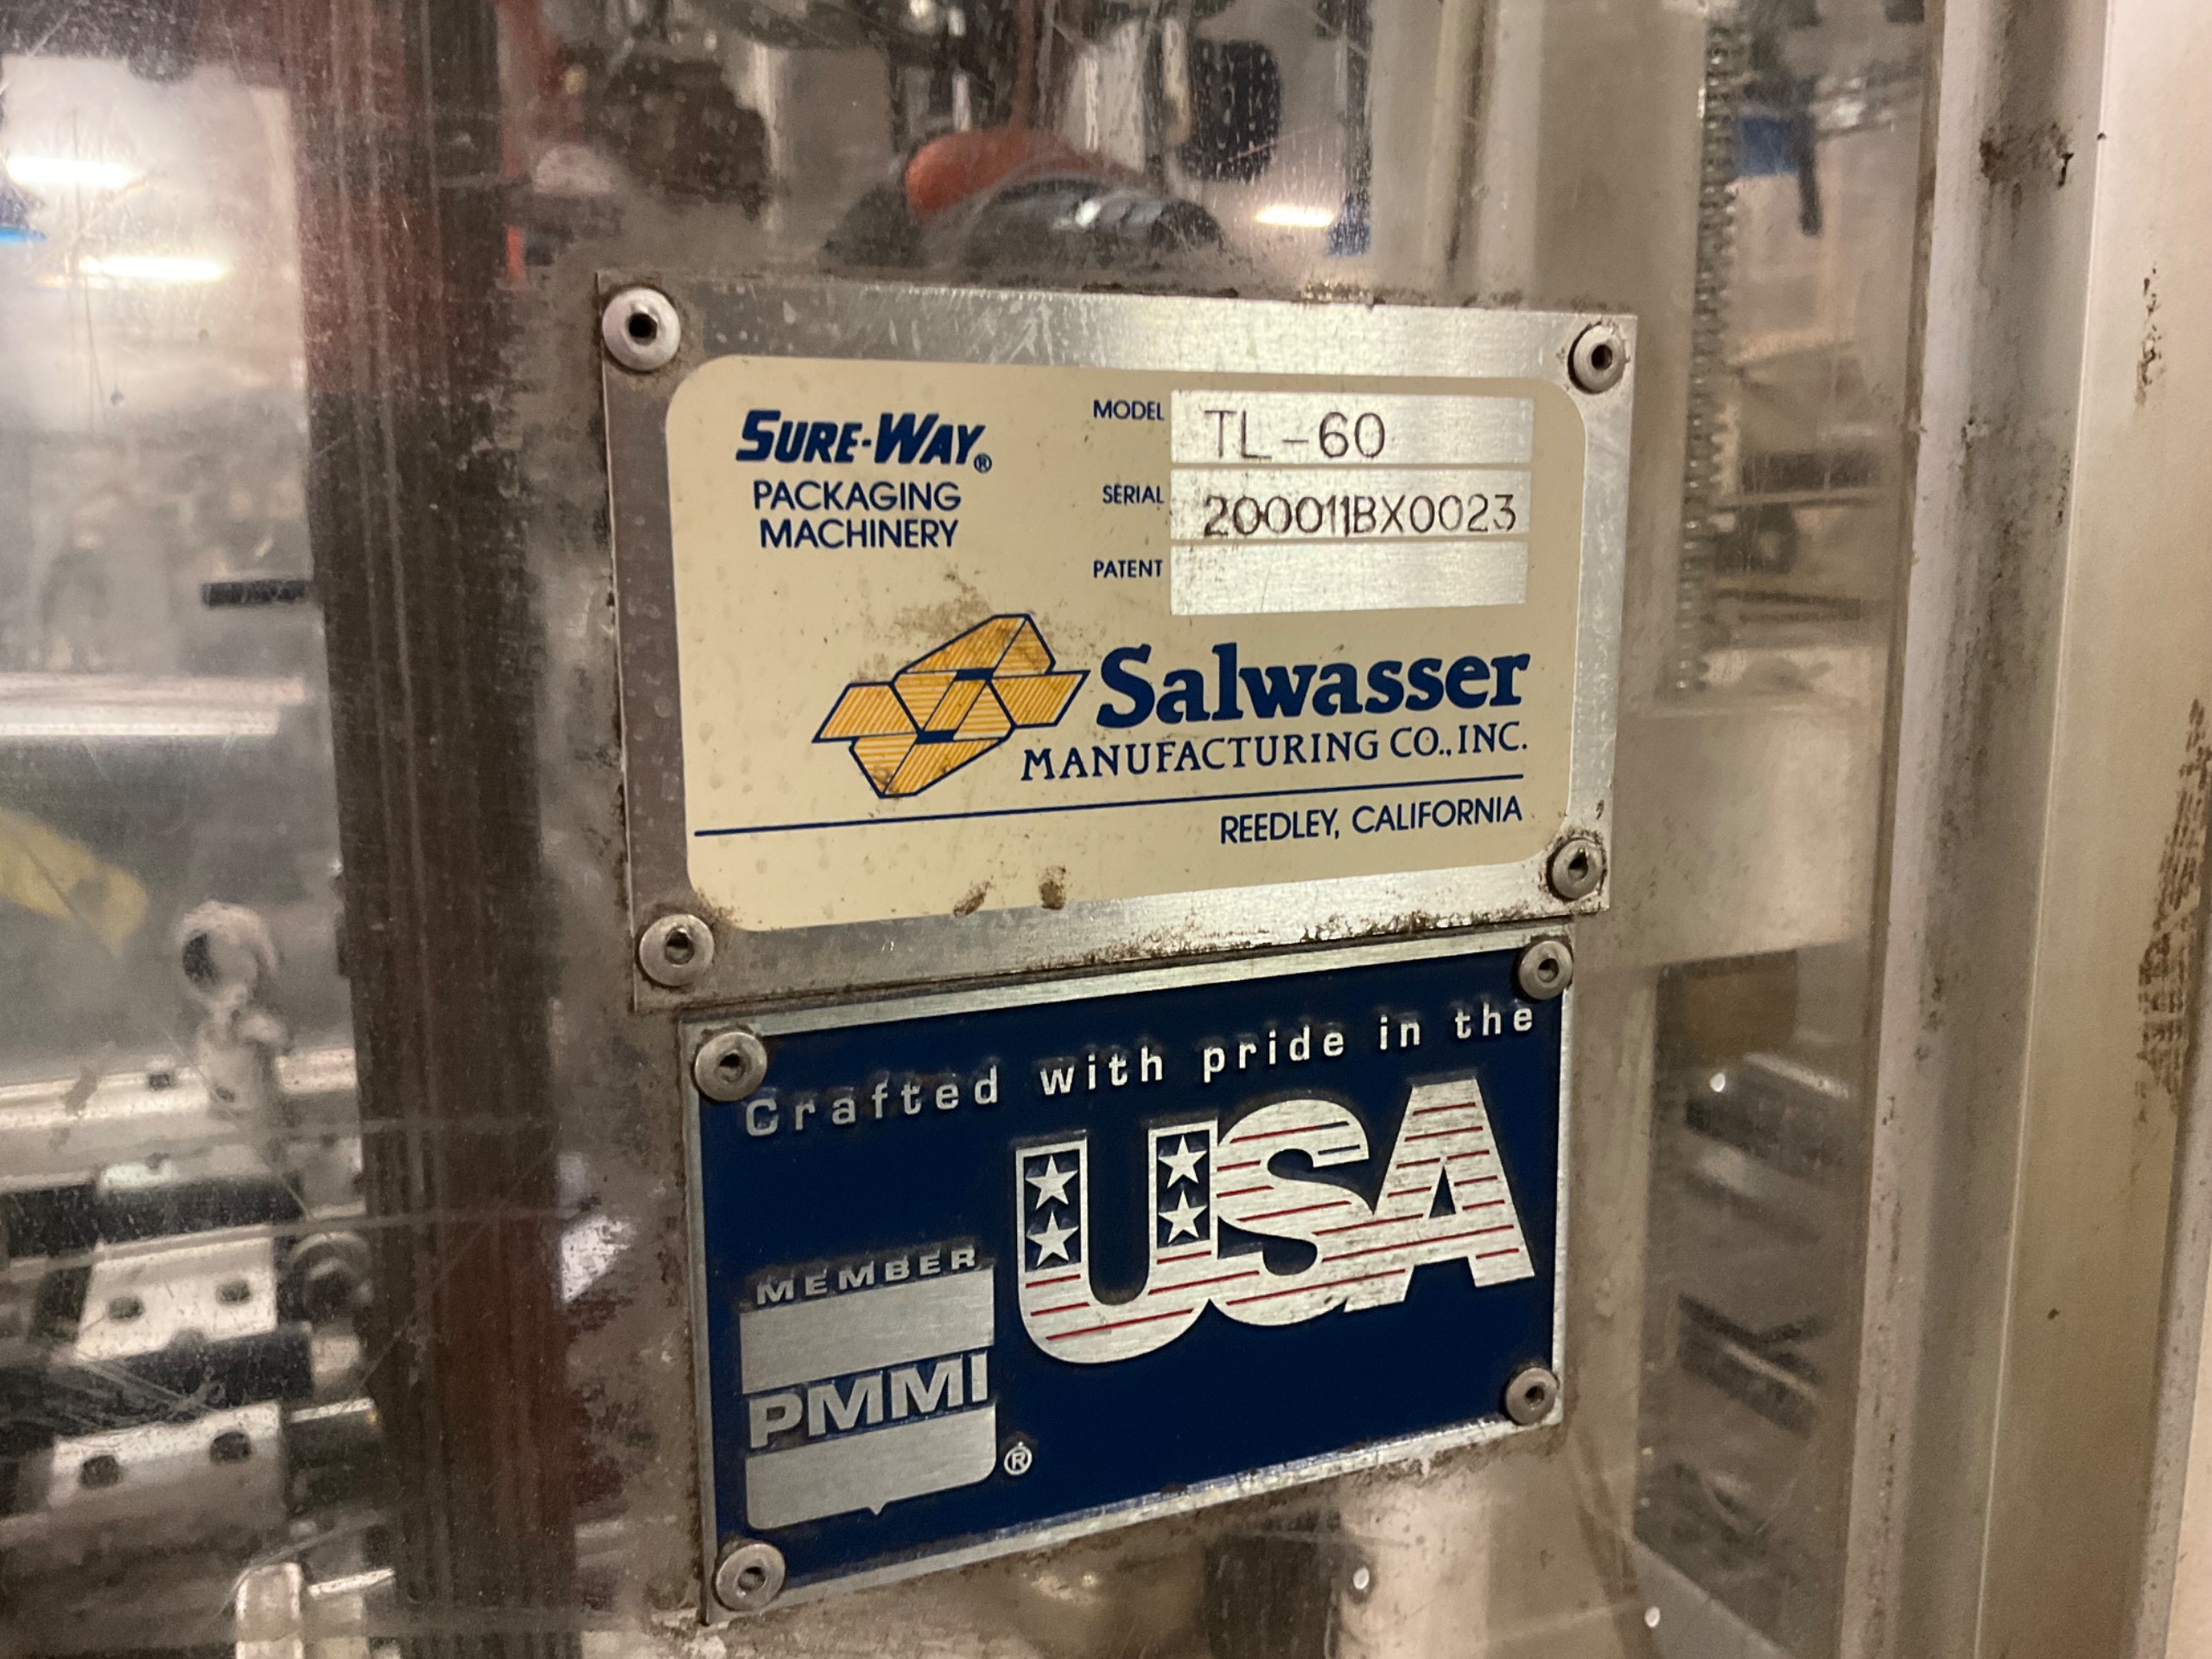 SURE-WAY®
PACKAGING
MACHINERY
MODEL TL-60
SERIAL 200011BX0023
PATENT
Salwasser
MANUFACTURING CO., INC.
REEDLEY, CALIFORNIA
Crafted with pride in the
USA
MEMBER
PMMI®